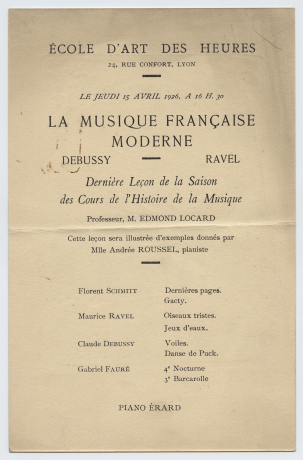 ÉCOLE D'ART DES HEURES
24, RUE CONFORT, LYON
LE JEUDI 15 AVRIL 1926, A 16 H. 30
LA MUSIQUE FRANÇAISE
MODERNE
DEBUSSY — RAVEL
Dernière Leçon de la Saison
des Cours de l'Histoire de la Musique
Professeur, M. EDMOND LOCARD
Cette leçon sera illustrée d'exemples donnés par
Mlle Andrée ROUSSEL, pianiste
Florent SCHMITT Dernières pages.
Gacty.
Maurice RAVEL Oiseaux tristes.
Jeux d'eaux.
Claude DEBUSSY Voiles.
Danse de Puck.
Gabriel FAURÉ 4e Nocturne
3e Barcarolle
PIANO ÉRARD